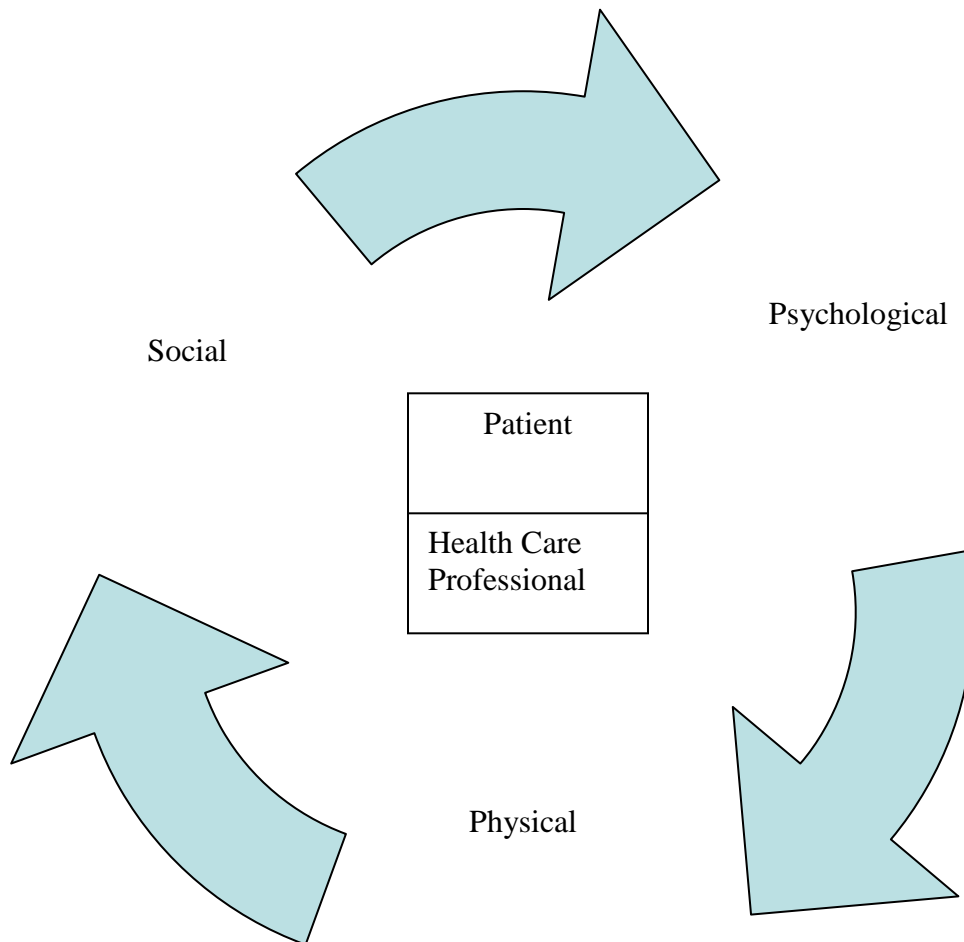 Psychological
Social
Patient
Health Care
Professional
Physical